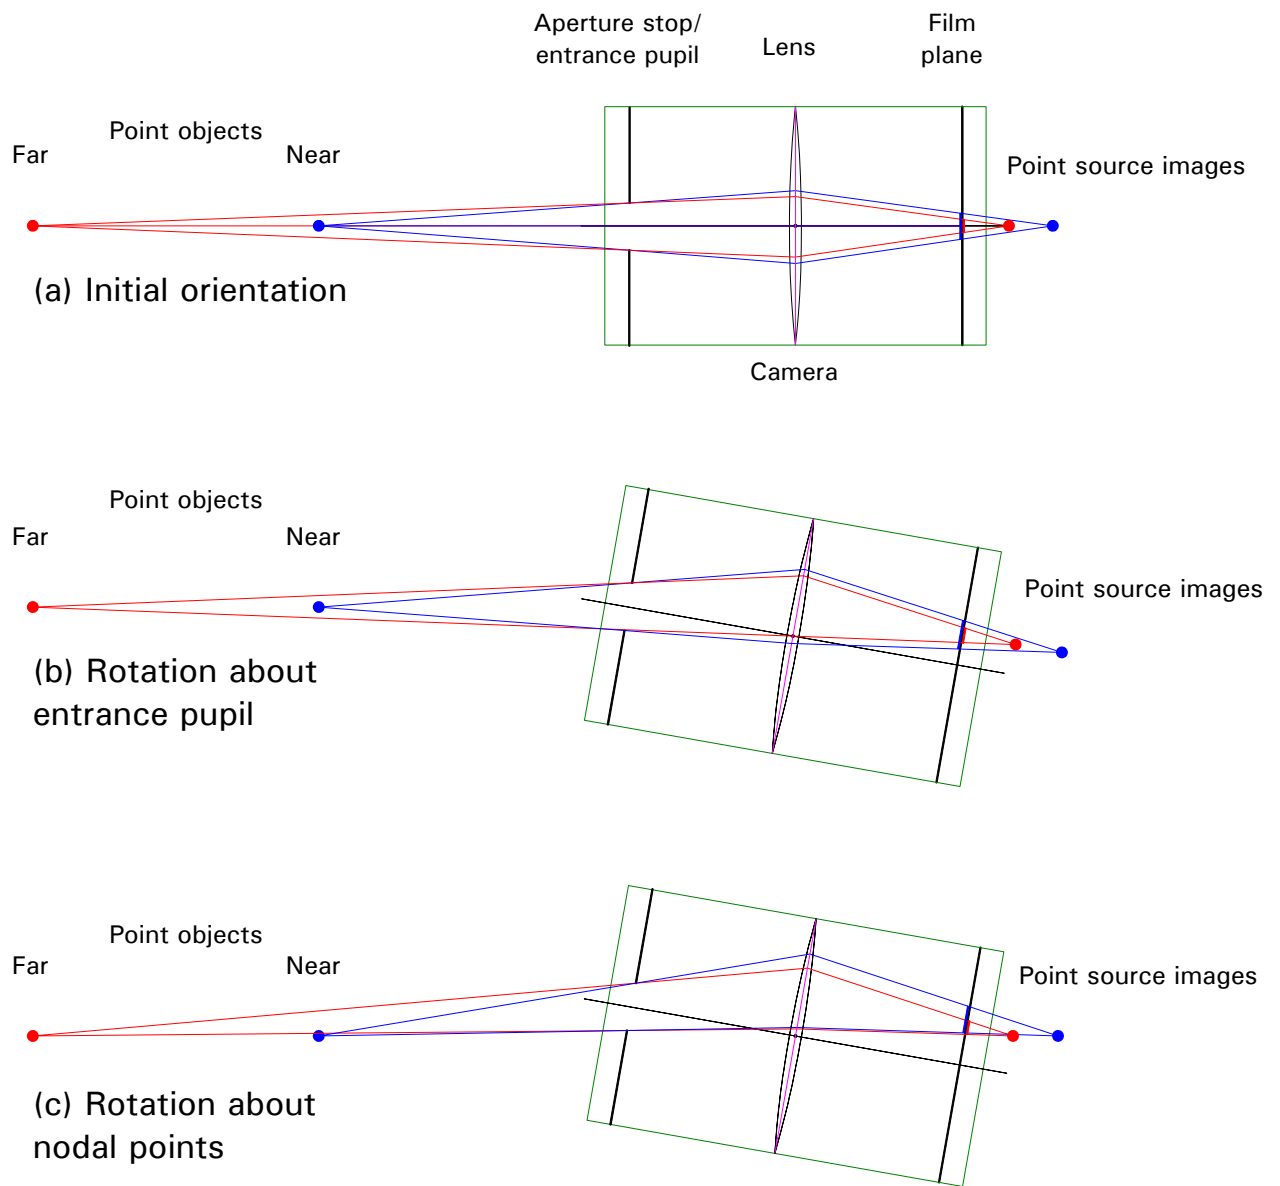 Aperture stop/
entrance pupil
Lens
Film
plane
Point objects
Far
Near
Point source images
(a) Initial orientation
Camera
Point objects
Far
Near
Point source images
(b) Rotation about
entrance pupil
Point objects
Far
Near
Point source images
(c) Rotation about
nodal points